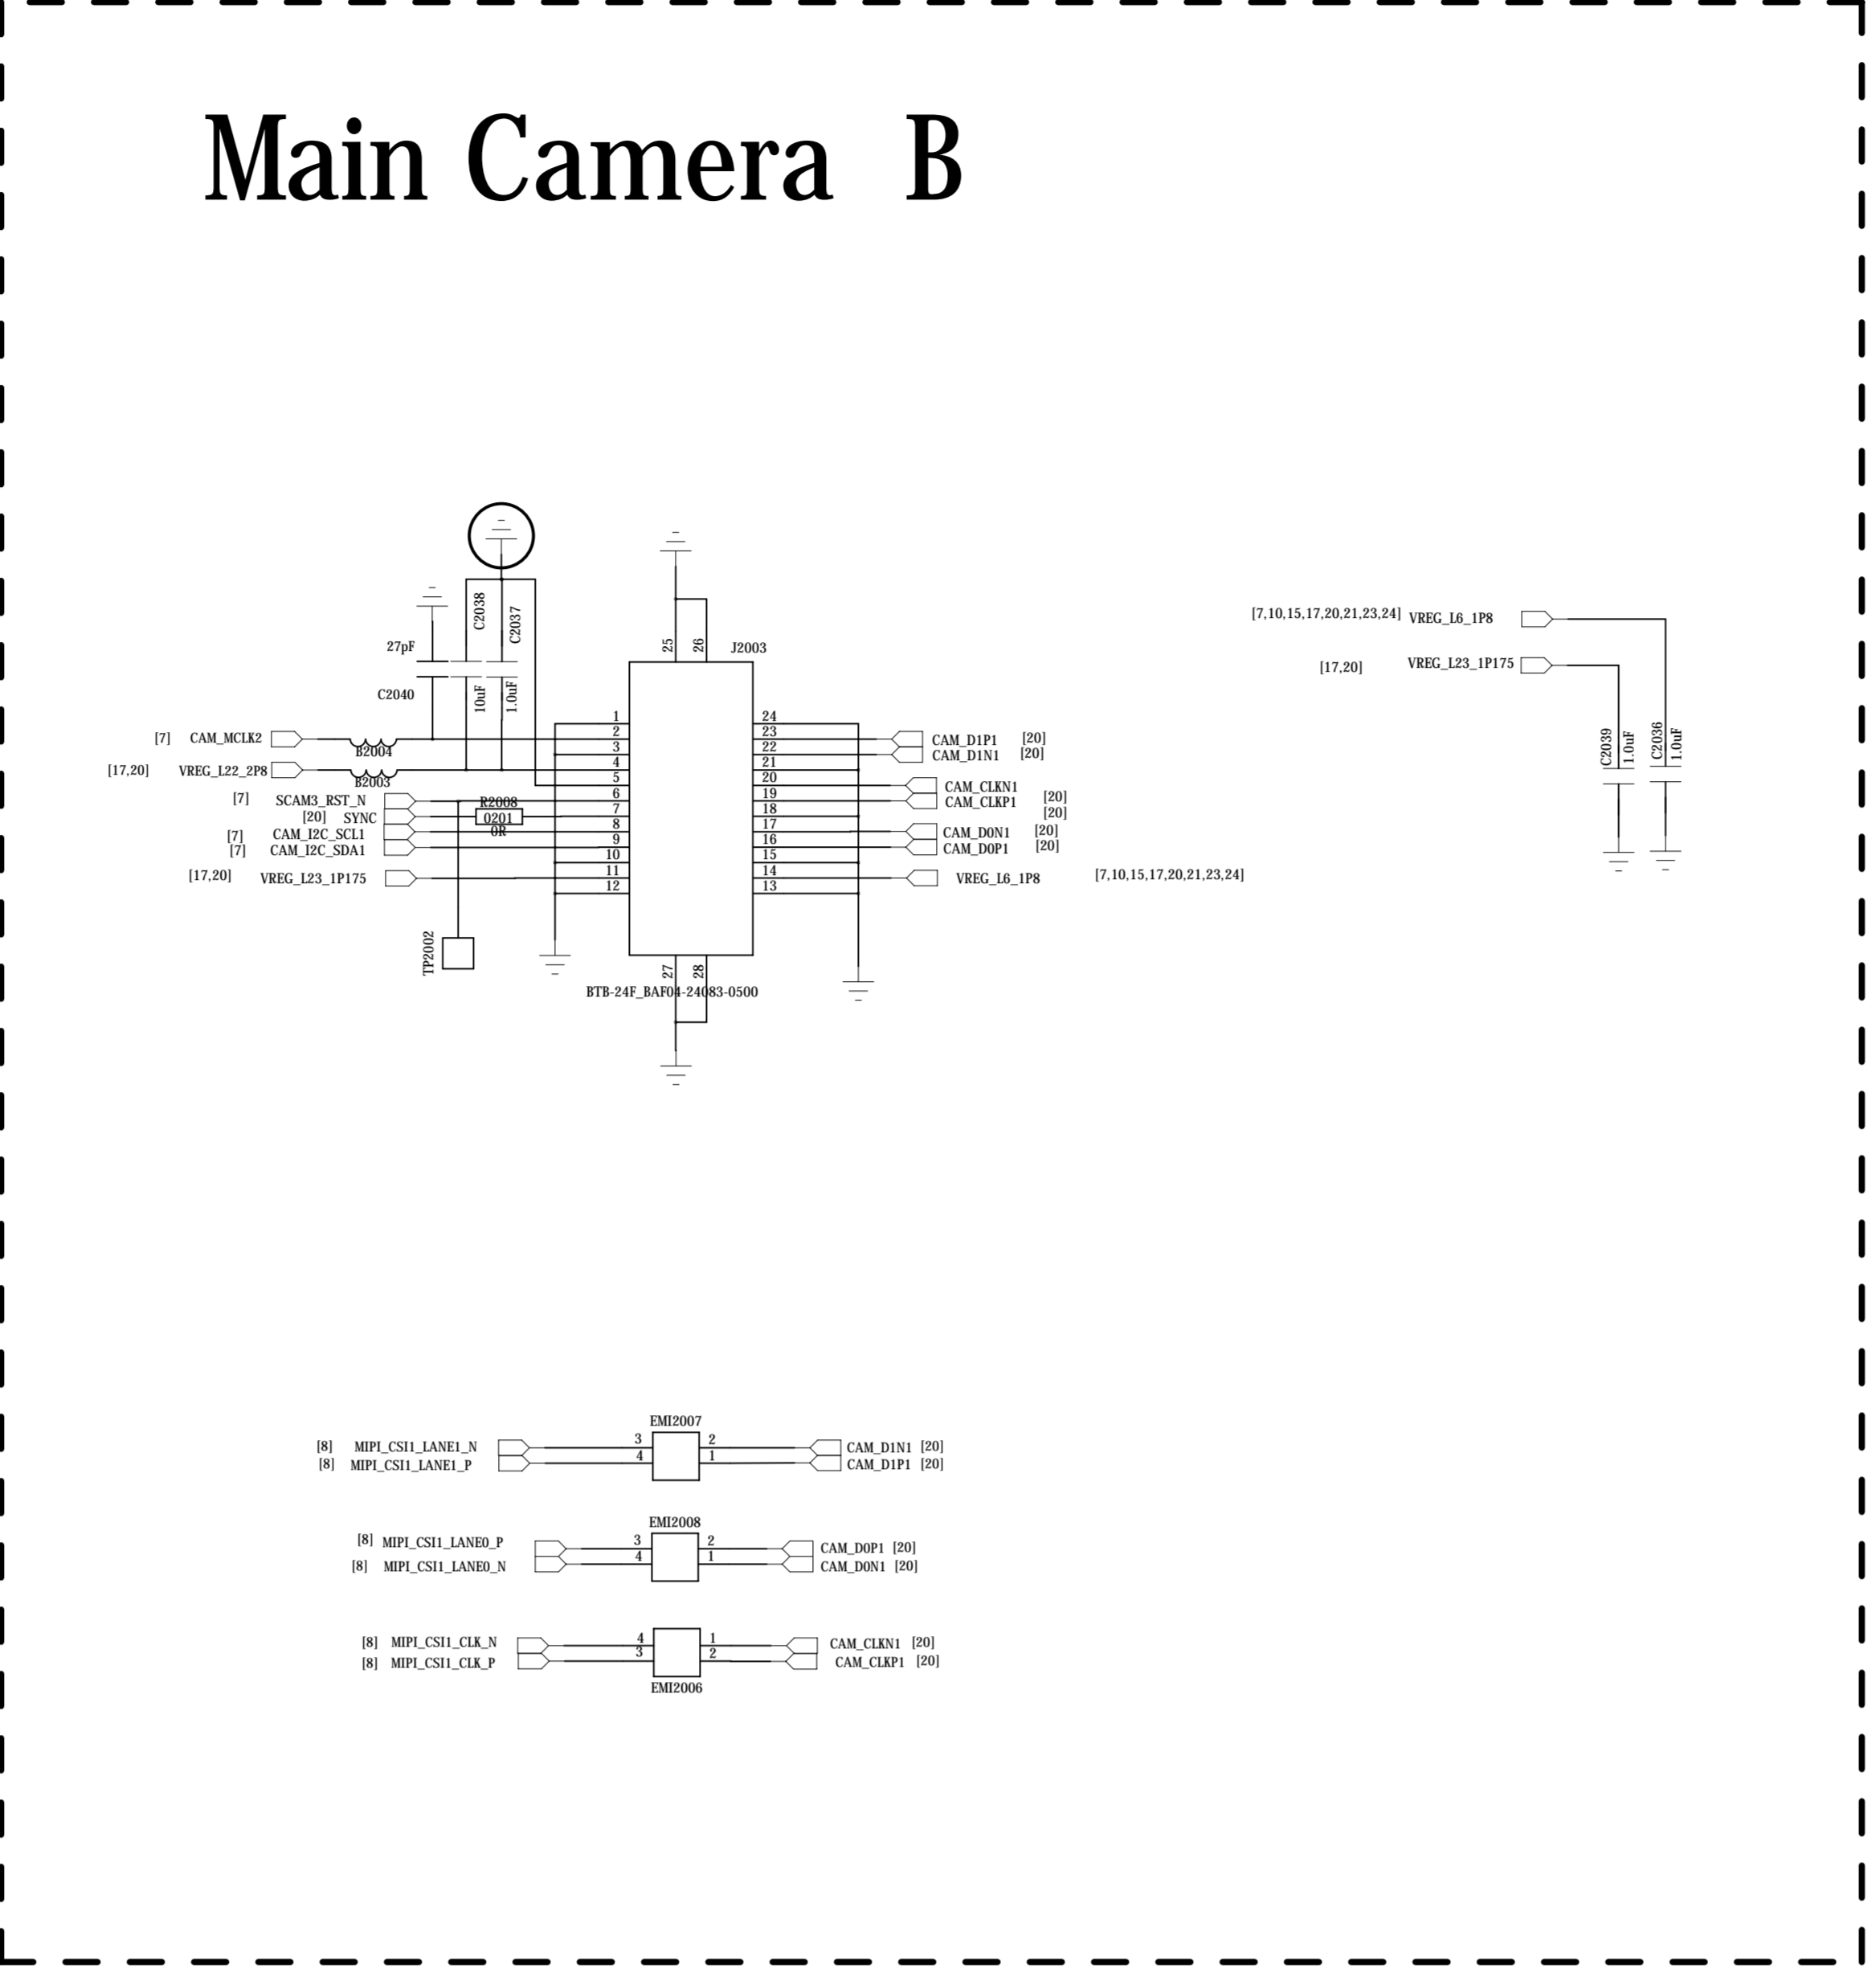 Main Camera B
C2038
C2037
27pF
C2040
10uF
1.0uF
25
26
J2003
[7] CAM_MCLK2
B2004
[17,20] VREG_L22_2P8
B2003
[7] SCAM3_RST_N
R2008
[20] SYNC
0201
0R
[7] CAM_I2C_SCL1
[7] CAM_I2C_SDA1
[17,20] VREG_L23_1P175
TP2002
1
2
3
4
5
6
7
8
9
10
11
12
24
23
22
21
20
19
18
17
16
15
14
13
CAM_D1P1 [20]
CAM_D1N1 [20]
CAM_CLKN1
CAM_CLKP1 [20]
[20]
CAM_D0N1 [20]
CAM_D0P1 [20]
VREG_L6_1P8 [7,10,15,17,20,21,23,24]
27
28
BTB-24F_BAF04-24083-0500
[7,10,15,17,20,21,23,24] VREG_L6_1P8
[17,20] VREG_L23_1P175
C2039
1.0uF
C2036
1.0uF
EMI2007
[8] MIPI_CSI1_LANE1_N 3 2 CAM_D1N1 [20]
[8] MIPI_CSI1_LANE1_P 4 1 CAM_D1P1 [20]
EMI2008
[8] MIPI_CSI1_LANE0_P 3 2 CAM_D0P1 [20]
[8] MIPI_CSI1_LANE0_N 4 1 CAM_D0N1 [20]
[8] MIPI_CSI1_CLK_N 4 1 CAM_CLKN1 [20]
[8] MIPI_CSI1_CLK_P 3 2 CAM_CLKP1 [20]
EMI2006